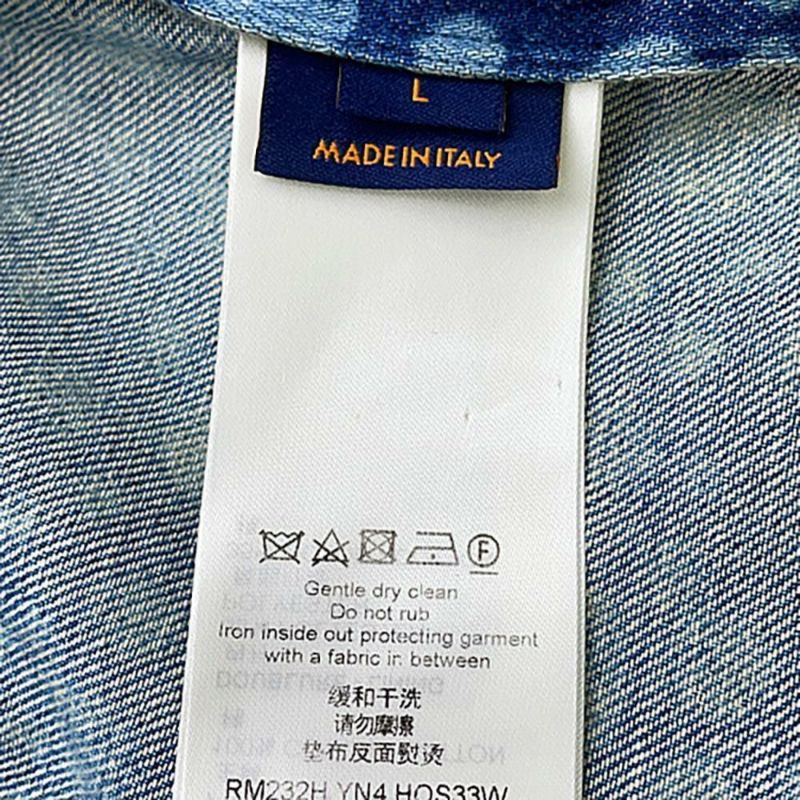 L
MADE IN ITALY
F
Gentle dry clean
Do not rub
Iron inside out protecting garment
with a fabric in between
缓和干洗
请勿摩擦
垫布反面熨烫
RM232H YN4 HOS33W